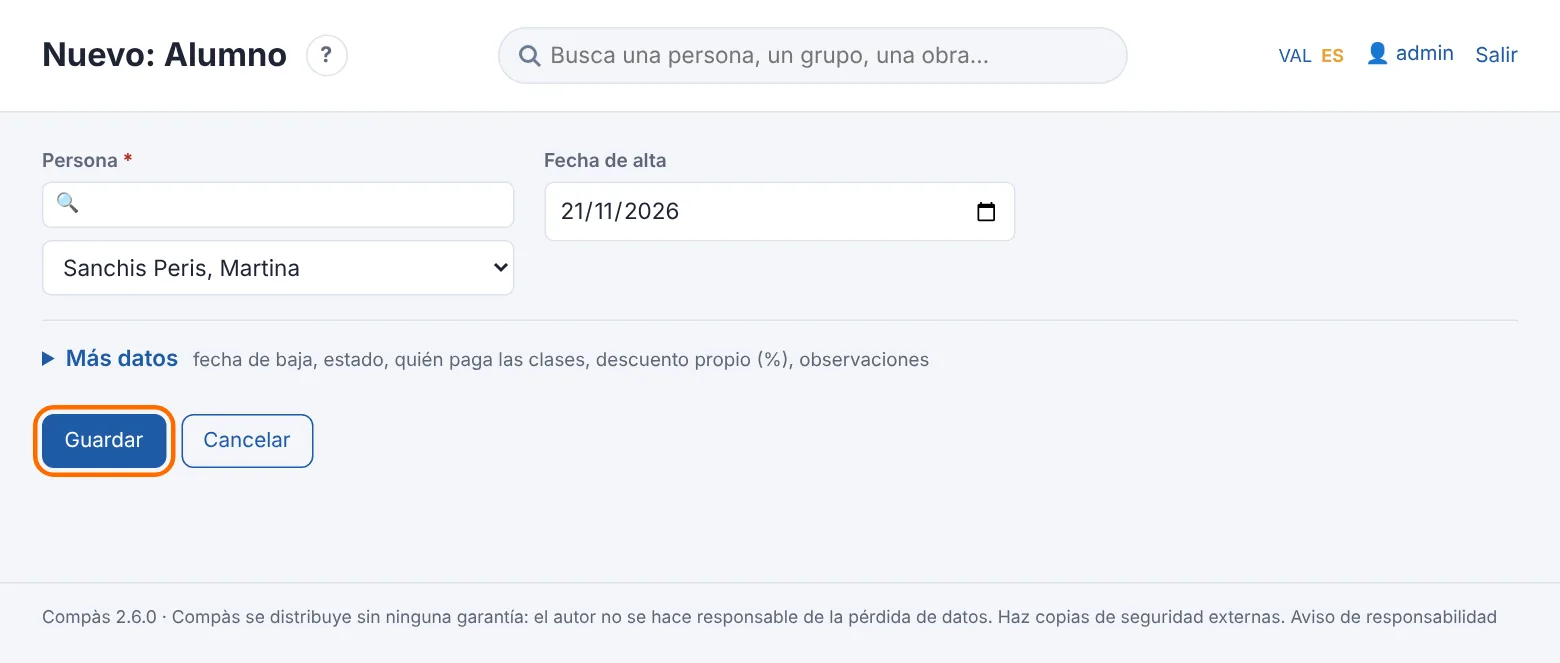 Nuevo: Alumno ?
Busca una persona, un grupo, una obra...
VAL ES admin Salir
Persona *
Fecha de alta
21/11/2026
Sanchis Peris, Martina
Más datos fecha de baja, estado, quién paga las clases, descuento propio (%), observaciones
Guardar Cancelar
Compàs 2.6.0 · Compàs se distribuye sin ninguna garantía: el autor no se hace responsable de la pérdida de datos. Haz copias de seguridad externas. Aviso de responsabilidad